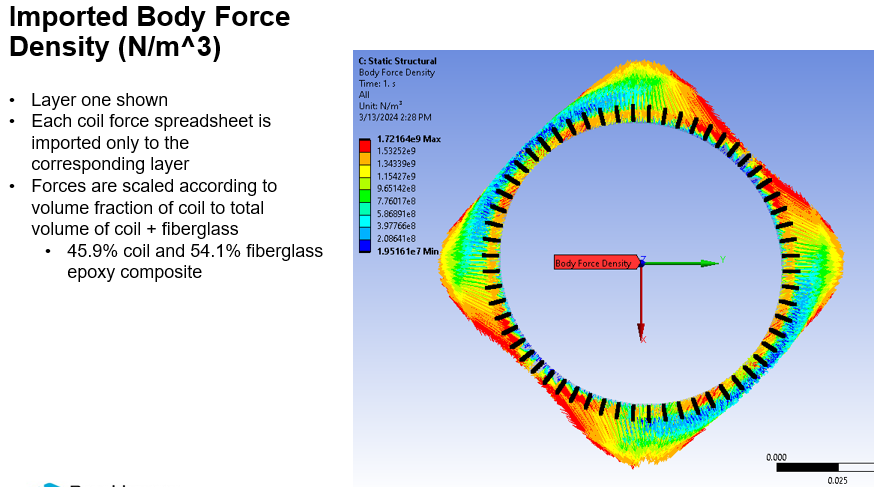 Imported Body Force
Density (N/m^3)
• Layer one shown
• Each coil force spreadsheet is
imported only to the
corresponding layer
• Forces are scaled according to
volume fraction of coil to total
volume of coil + fiberglass
• 45.9% coil and 54.1% fiberglass
epoxy composite
C: Static Structural
Body Force Density
Time: 1. s
All
Unit: N/m³
3/13/2024 2:28 PM
1.72164e9 Max
1.53252e9
1.34339e9
1.15427e9
9.65142e8
7.76017e8
5.86891e8
3.97766e8
2.08641e8
1.95161e7 Min
Body Force Density
Z
Y
X
0.000
0.025